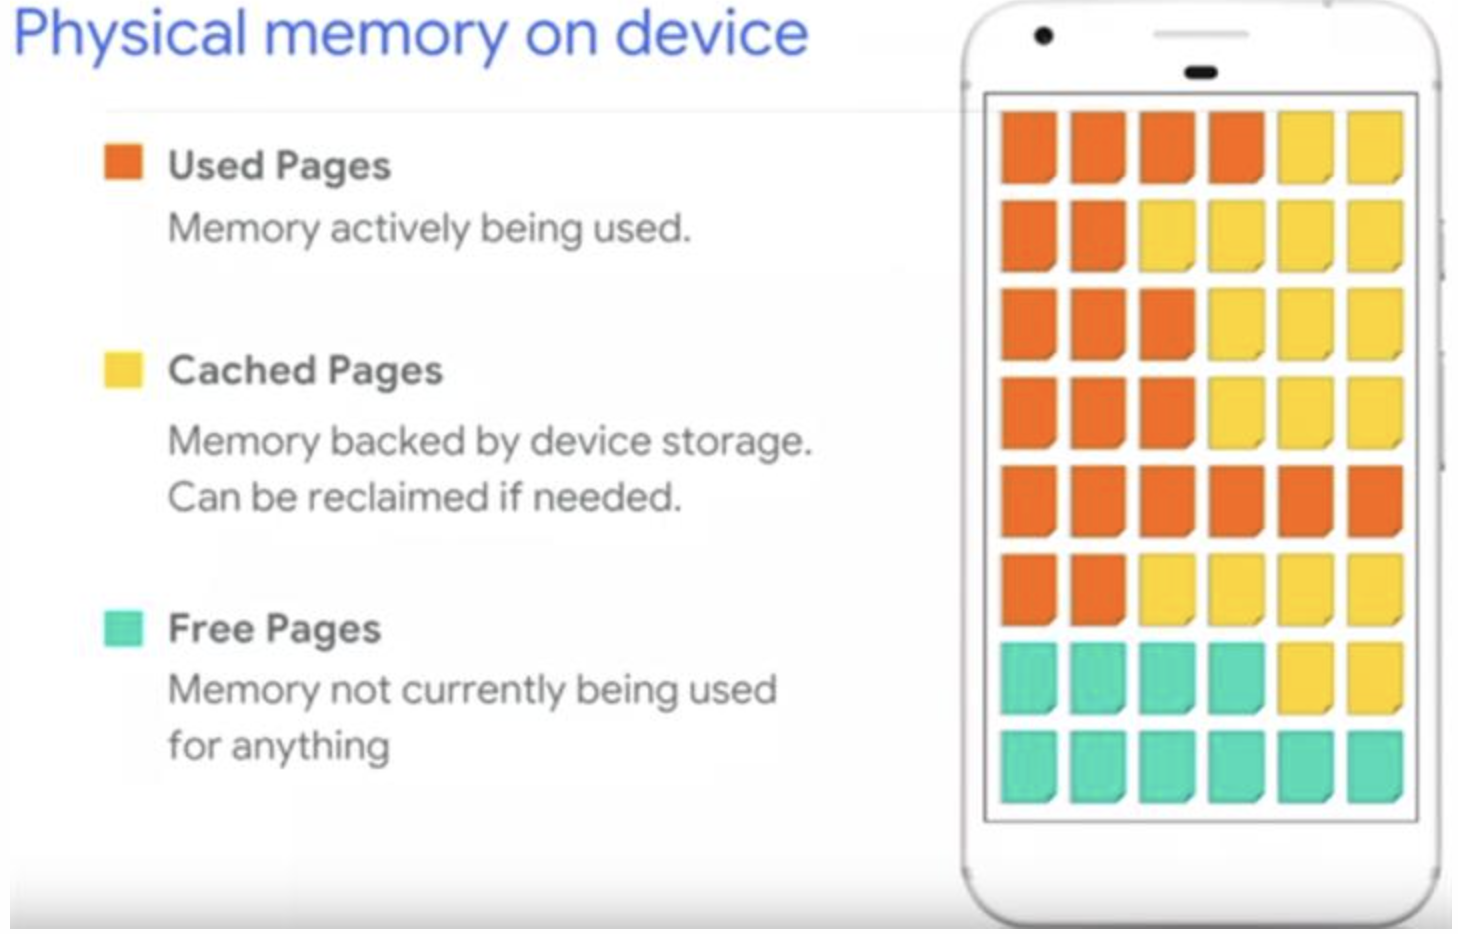 Physical memory on device
Used Pages
Memory actively being used.
Cached Pages
Memory backed by device storage.
Can be reclaimed if needed.
Free Pages
Memory not currently being used
for anything